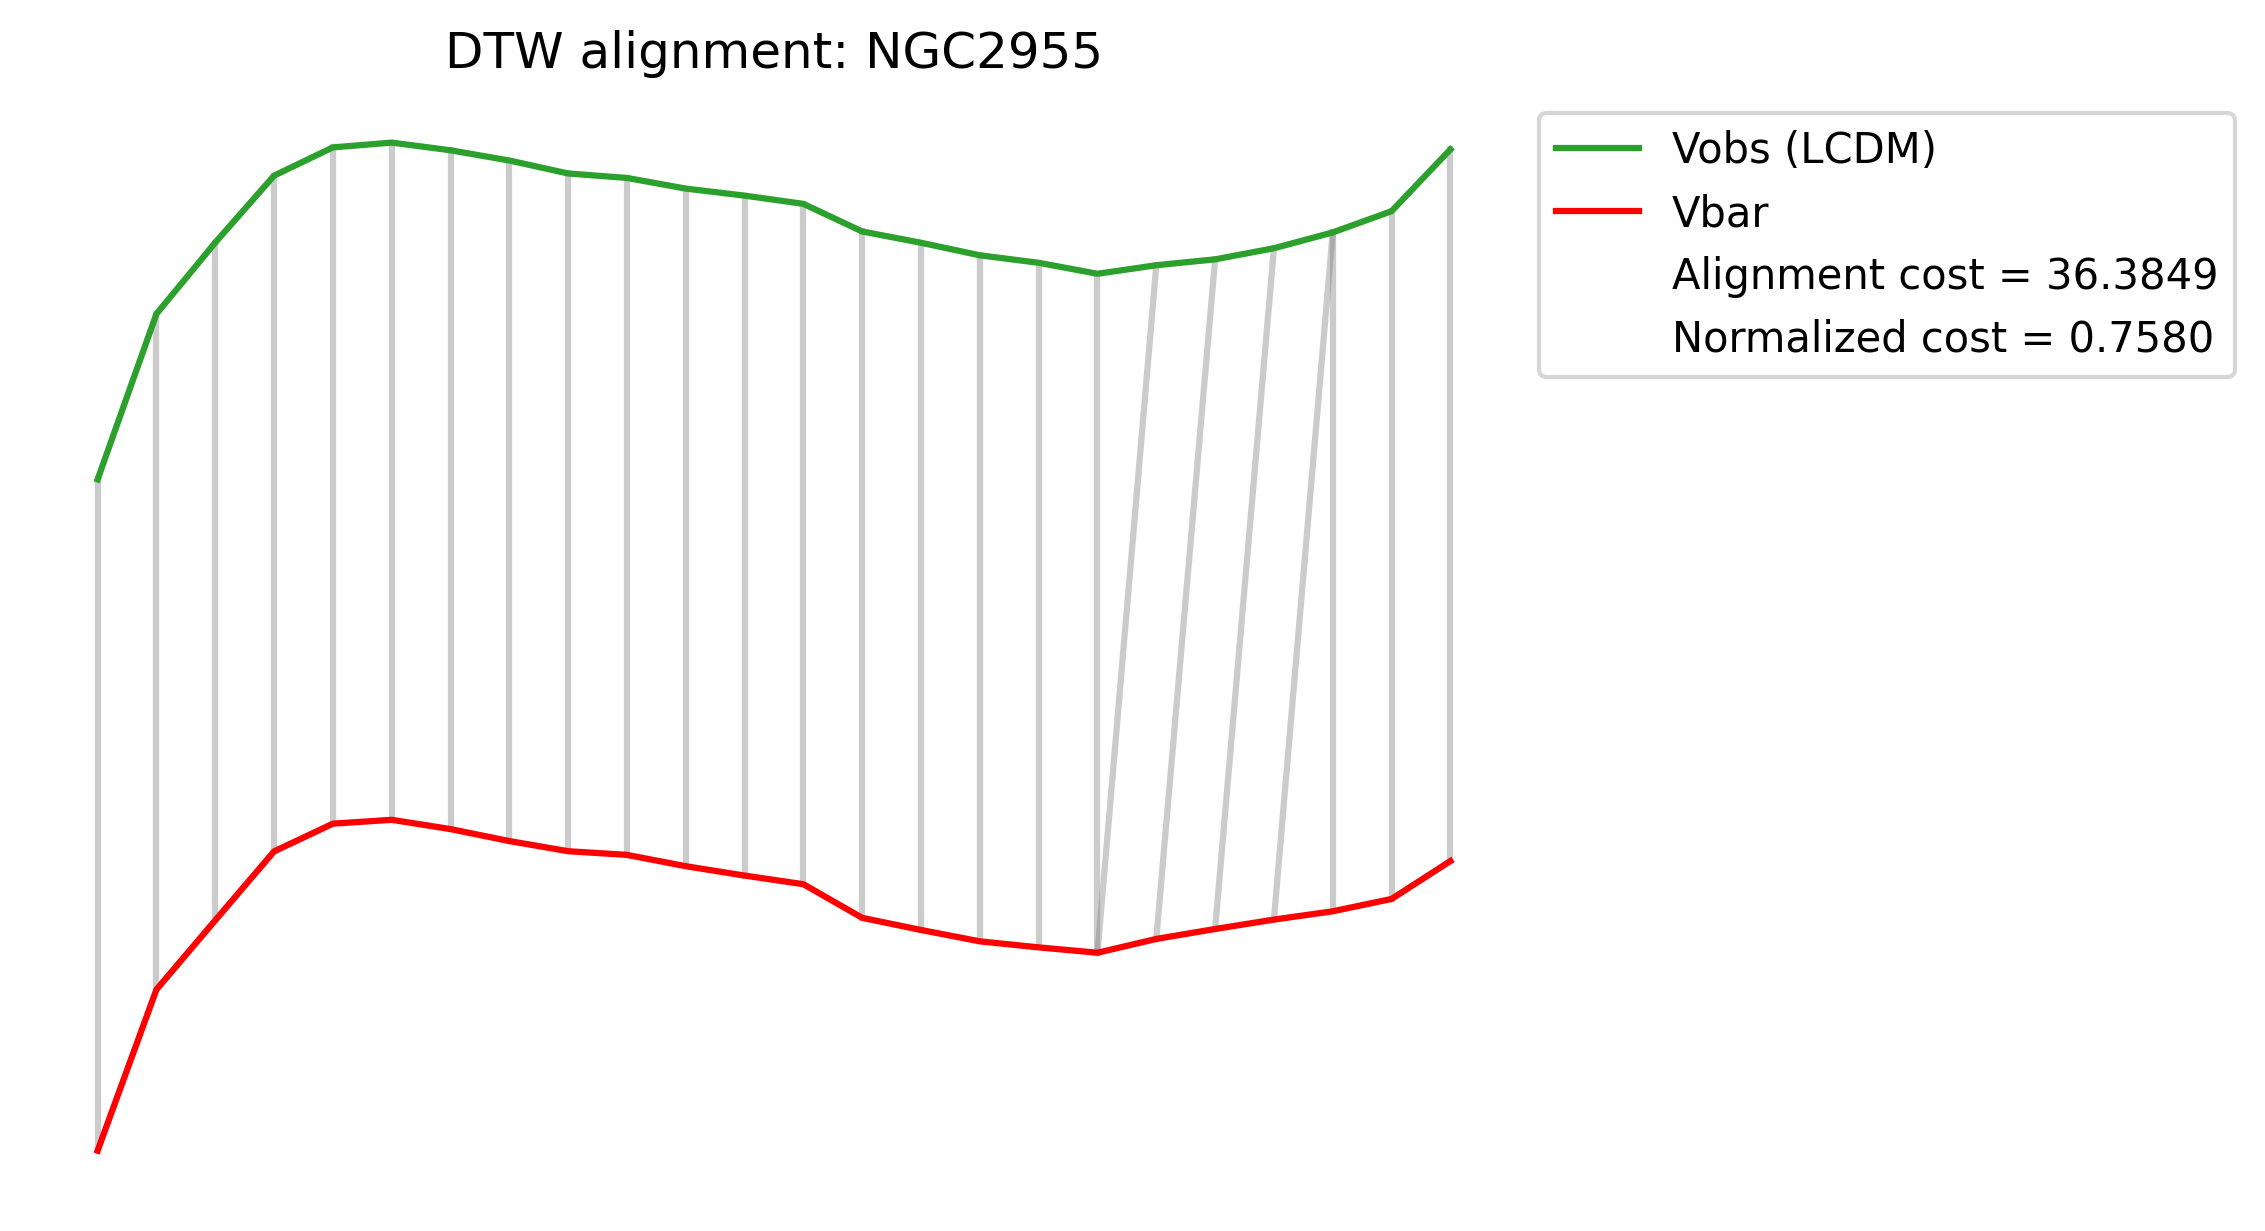 DTW alignment: NGC2955
Vobs (LCDM)
Vbar
Alignment cost = 36.3849
Normalized cost = 0.7580